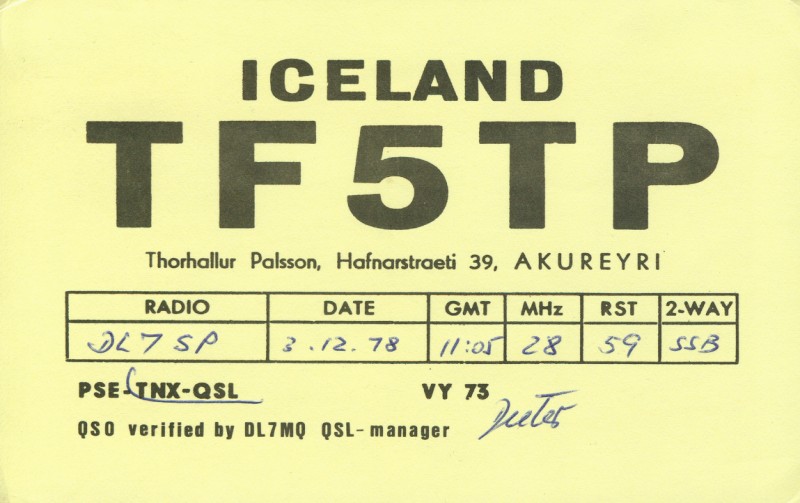 ICELAND
TF5TP
Thorhallur Palsson, Hafnarstraeti 39, AKUREYRI
RADIO DATE GMT MHz RST 2-WAY
DL7SP 3.12.78 11:05 28 59 SSB
PSE-TNX-QSL VY 73
Dieter
QSO verified by DL7MQ QSL-manager